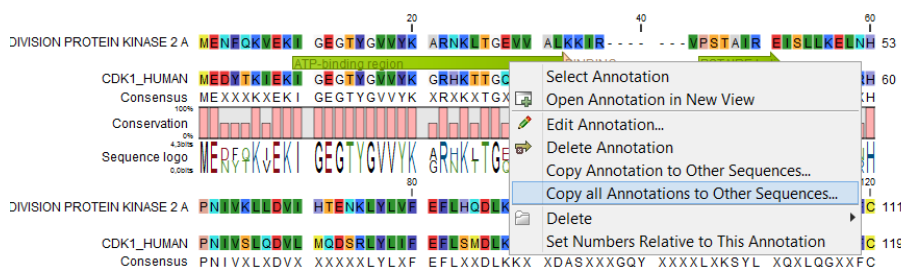 20 40 60
DIVISION PROTEIN KINASE 2 A MENFQKVEKI GEGTYGVVYK ARNKLTGEVV ALKKIR- - - - - VPSTAIR EISLLKELNH 53
ATP-binding region
CDK1_HUMAN MEDYTKIEKI GEGTYGVVYK GRHKTTGQ H 60
Consensus MEXXXKXEKI GEGTYGVVYK XRXKXTGX H
100%
Conservation
0%
4,3bits
Sequence logo
0,0bits
Select Annotation
Open Annotation in New View
Edit Annotation...
Delete Annotation
Copy Annotation to Other Sequences...
Copy all Annotations to Other Sequences...
Delete
Set Numbers Relative to This Annotation
80 120
DIVISION PROTEIN KINASE 2 A PNIVKLLDVI HTENKLYLVF EFLHQDLK C 111
CDK1_HUMAN PNIVSLQDVL MQDSRLYLIF EFLSMDLK C 119
Consensus PNIVXLXDVX XXXXXLYLXF EFLXXDLKKX XDASXXXGQY XXXXLXKSYL XQXLQGXXFC